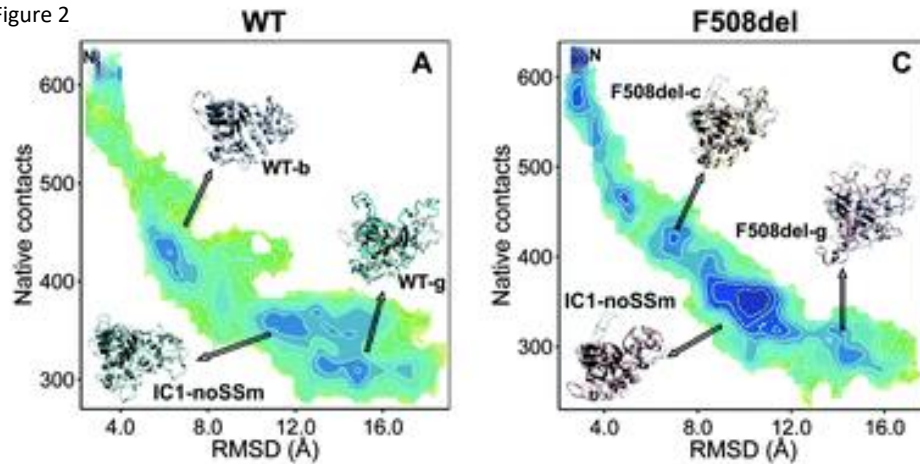 Figure 2
WT
F508del
N
A
600
500
400
300
Native contacts
WT-b
WT-g
IC1-noSSm
4.0 8.0 12.0 16.0
RMSD (Å)
N
C
600
500
400
300
Native contacts
F508del-c
F508del-g
IC1-noSSm
4.0 8.0 12.0 16.0
RMSD (Å)